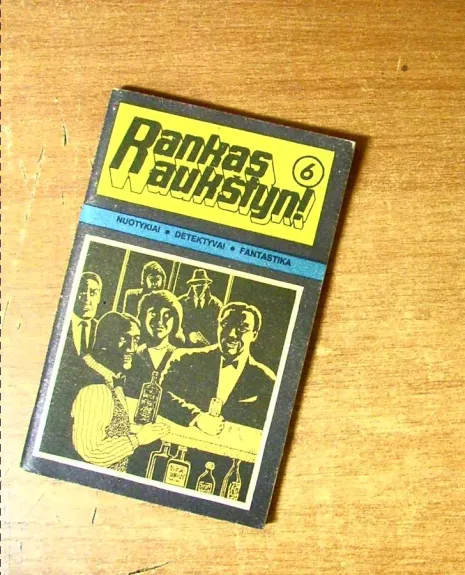 Rankas
aukštyn!
6
NUOTYKIAI • DETEKTYVAI • FANTASTIKA